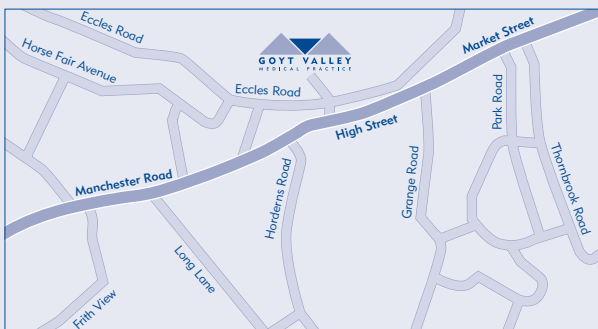 Eccles Road
Horse Fair Avenue
GOYT VALLEY
MEDICAL PRACTICE
Market Street
Eccles Road
Park Road
High Street
Thornbrook Road
Manchester Road
Horderns Road
Grange Road
Long Lane
Frith View